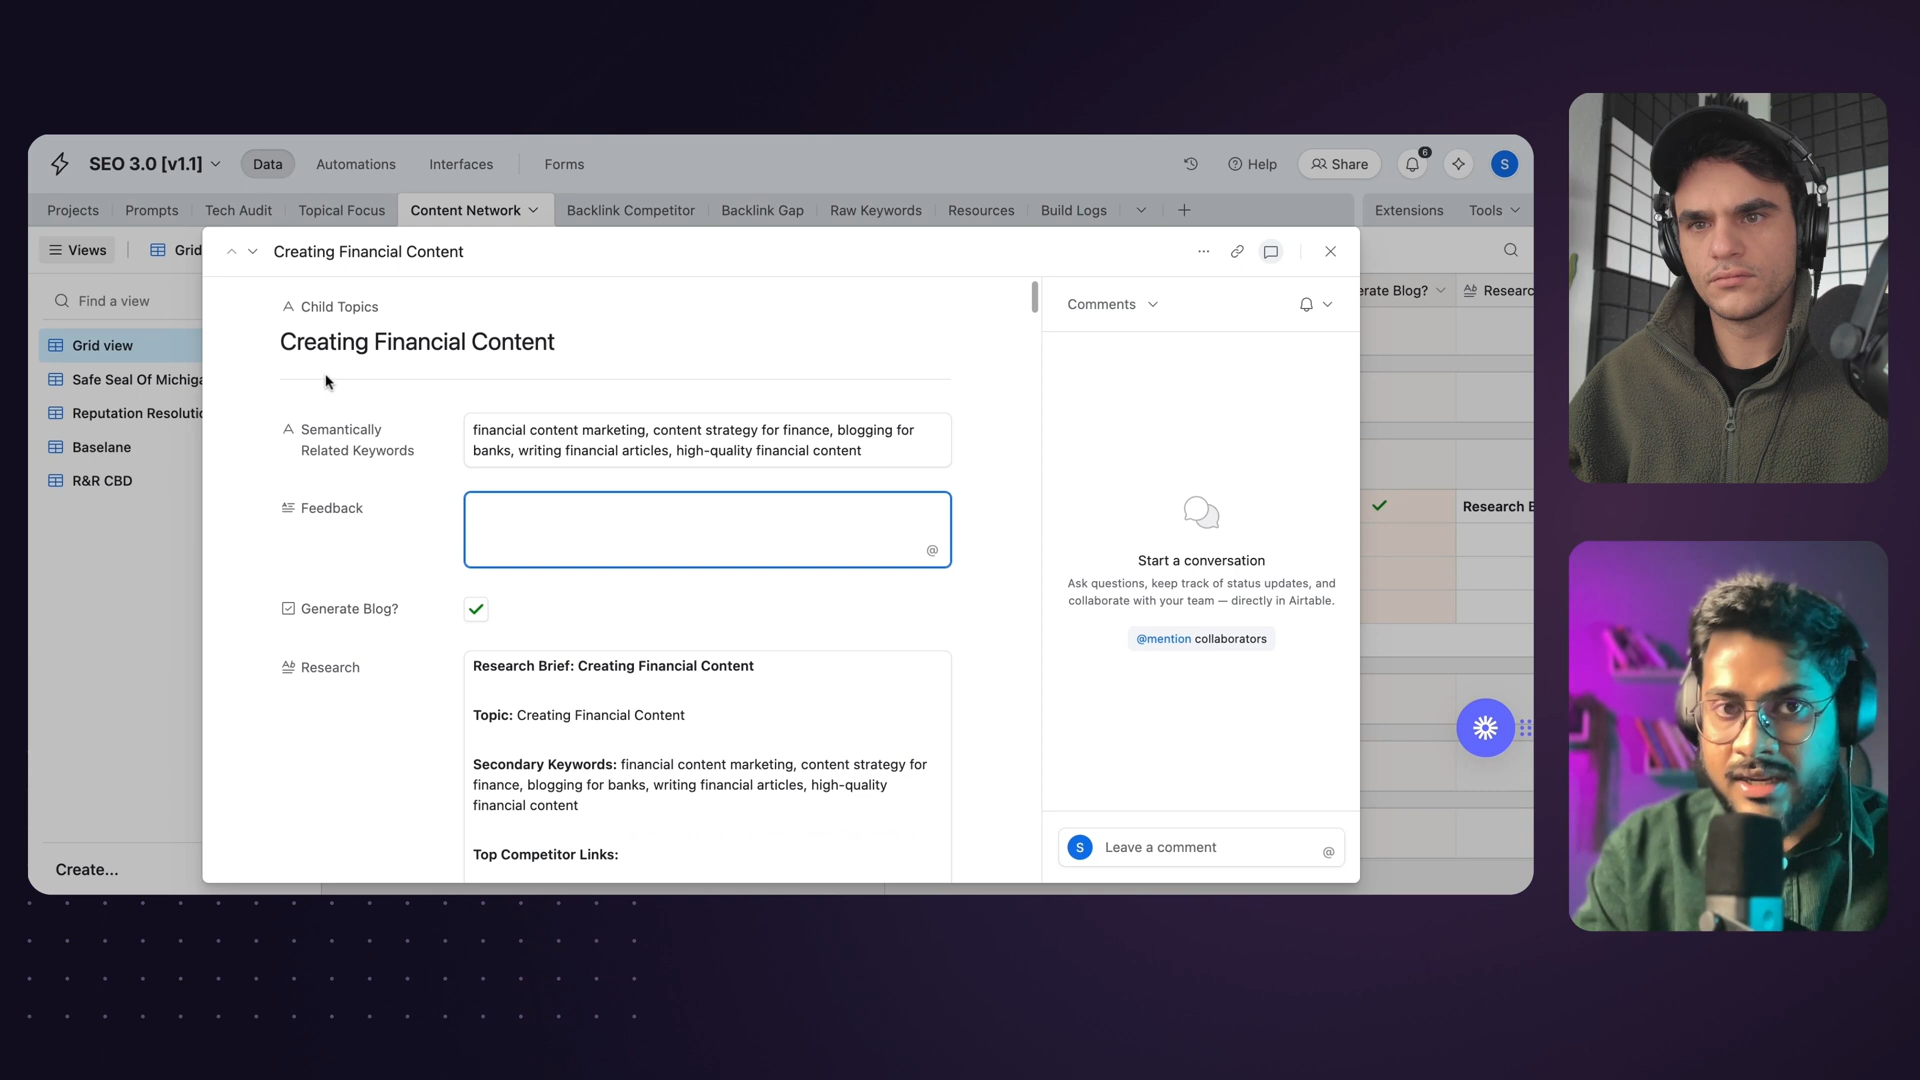 SEO 3.0 [v1.1]
Data
Automations
Interfaces
Forms
Help
Share
6
S
Projects
Prompts
Tech Audit
Topical Focus
Content Network
Backlink Competitor
Backlink Gap
Raw Keywords
Resources
Build Logs
Extensions
Tools
Views
Grid
Find a view
Grid view
Safe Seal Of Michiga
Reputation Resolutio
Baselane
R&R CBD
Create...
Creating Financial Content
Child Topics
Creating Financial Content
Semantically
Related Keywords
financial content marketing, content strategy for finance, blogging for
banks, writing financial articles, high-quality financial content
Feedback
@
Generate Blog?
Research
Research Brief: Creating Financial Content
Topic: Creating Financial Content
Secondary Keywords: financial content marketing, content strategy for
finance, blogging for banks, writing financial articles, high-quality
financial content
Top Competitor Links:
Comments
Start a conversation
Ask questions, keep track of status updates, and
collaborate with your team — directly in Airtable.
@mention collaborators
S
Leave a comment
@
erate Blog?
Researc
Research B